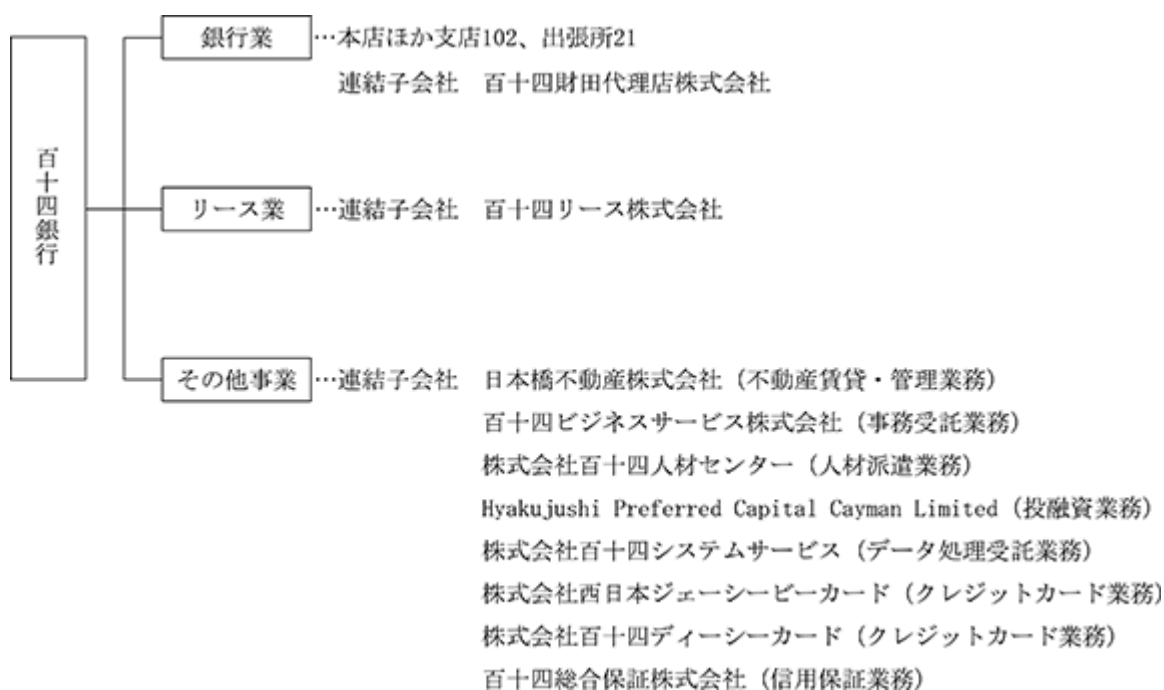 百十四銀行
銀行業…本店ほか支店102、出張所21
連結子会社 百十四財田代理店株式会社
リース業…連結子会社 百十四リース株式会社
その他事業…連結子会社 日本橋不動産株式会社（不動産賃貸・管理業務）
百十四ビジネスサービス株式会社（事務受託業務）
株式会社百十四人材センター（人材派遣業務）
Hyakujushi Preferred Capital Cayman Limited（投融資業務）
株式会社百十四システムサービス（データ処理受託業務）
株式会社西日本ジェーシービーカード（クレジットカード業務）
株式会社百十四ディーシーカード（クレジットカード業務）
百十四総合保証株式会社（信用保証業務）